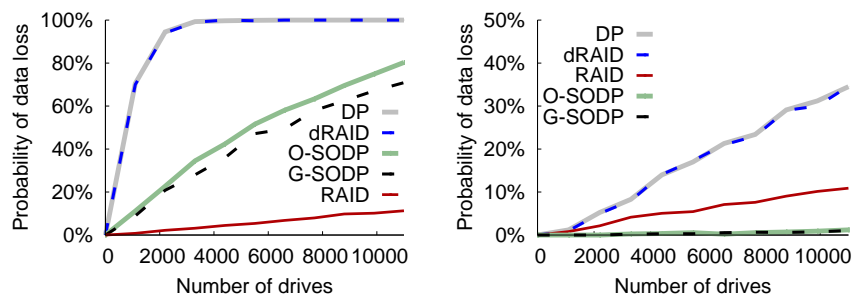 Probability of data loss
100%
80%
60%
40%
20%
0%
DP
dRAID
O-SODP
G-SODP
RAID
0 2000 4000 6000 8000 10000
Number of drives
Probability of data loss
50%
40%
30%
20%
10%
0%
DP
dRAID
RAID
O-SODP
G-SODP
0 2000 4000 6000 8000 10000
Number of drives